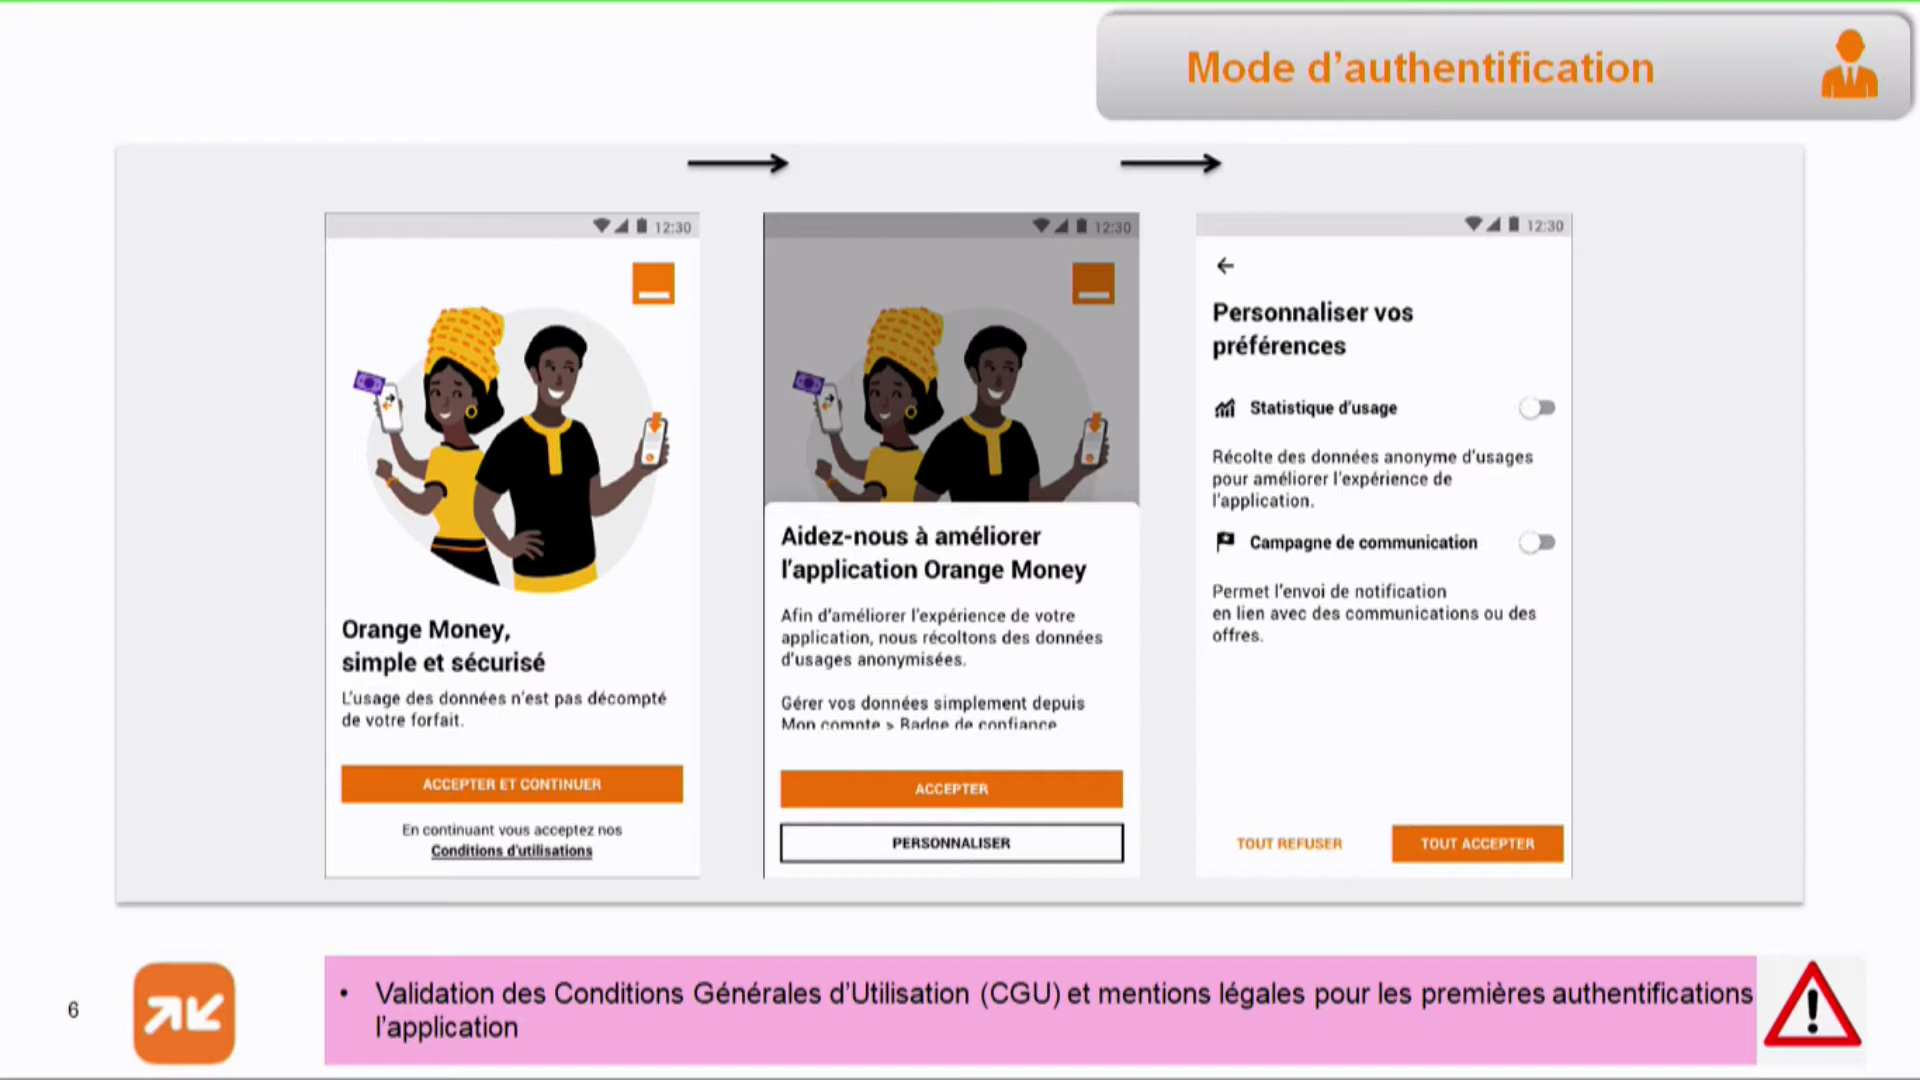 Mode d’authentification
12:30
Orange Money,
simple et sécurisé
L’usage des données n’est pas décompté
de votre forfait.
ACCEPTER ET CONTINUER
En continuant vous acceptez nos
Conditions d’utilisations
12:30
Aidez-nous à améliorer
l’application Orange Money
Afin d’améliorer l’expérience de votre
application, nous récoltons des données
d’usages anonymisées.
Gérer vos données simplement depuis
Mon compte > Badge de confiance
ACCEPTER
PERSONNALISER
12:30
Personnaliser vos
préférences
Statistique d’usage
Récolte des données anonyme d’usages
pour améliorer l’expérience de
l’application.
Campagne de communication
Permet l’envoi de notification
en lien avec des communications ou des
offres.
TOUT REFUSER
TOUT ACCEPTER
6
• Validation des Conditions Générales d’Utilisation (CGU) et mentions légales pour les premières authentifications
l’application